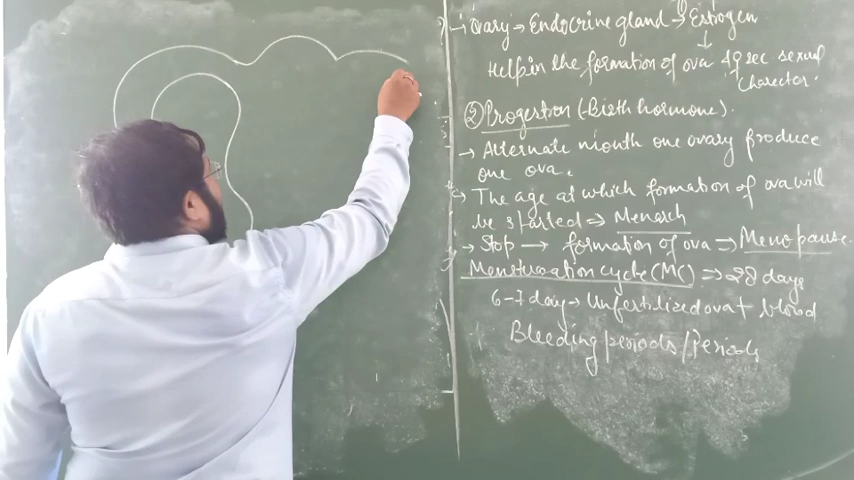 → Ovary → Endocrine gland → Estrogen
↓
Help in the formation of ova & sec sexual
Charector.
② Progestron (Birth hormone).
→ Alternate month one ovary produce
one ova.
→ The age at which formation of ova will
be started ⇒ Menarch
→ Stop → formation of ova ⇒ Menopause.
Menstruation cycle (MC) ⇒ 28 days
6-7 day → Unfertilized ova + blood
Bleeding periods/Periods